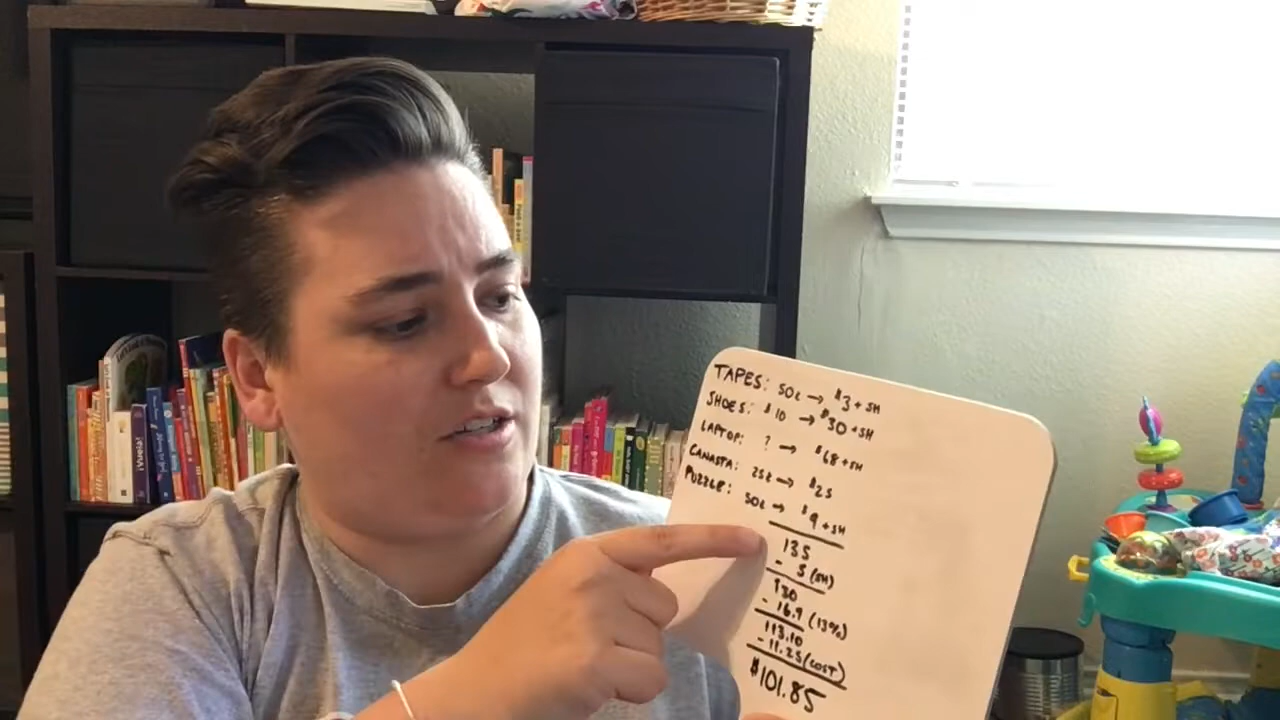 TAPES: 50¢ → $3 + SH
SHOES: $10 → $30 + SH
LAPTOP: ? → $68 + SH
CANASTA: 25¢ → $25
PUZZLE: 50¢ → $9 + SH
135
- 5 (SH)
130
- 16.9 (13%)
113.10
- 11.25 (COST)
$101.85
¡Vuela!